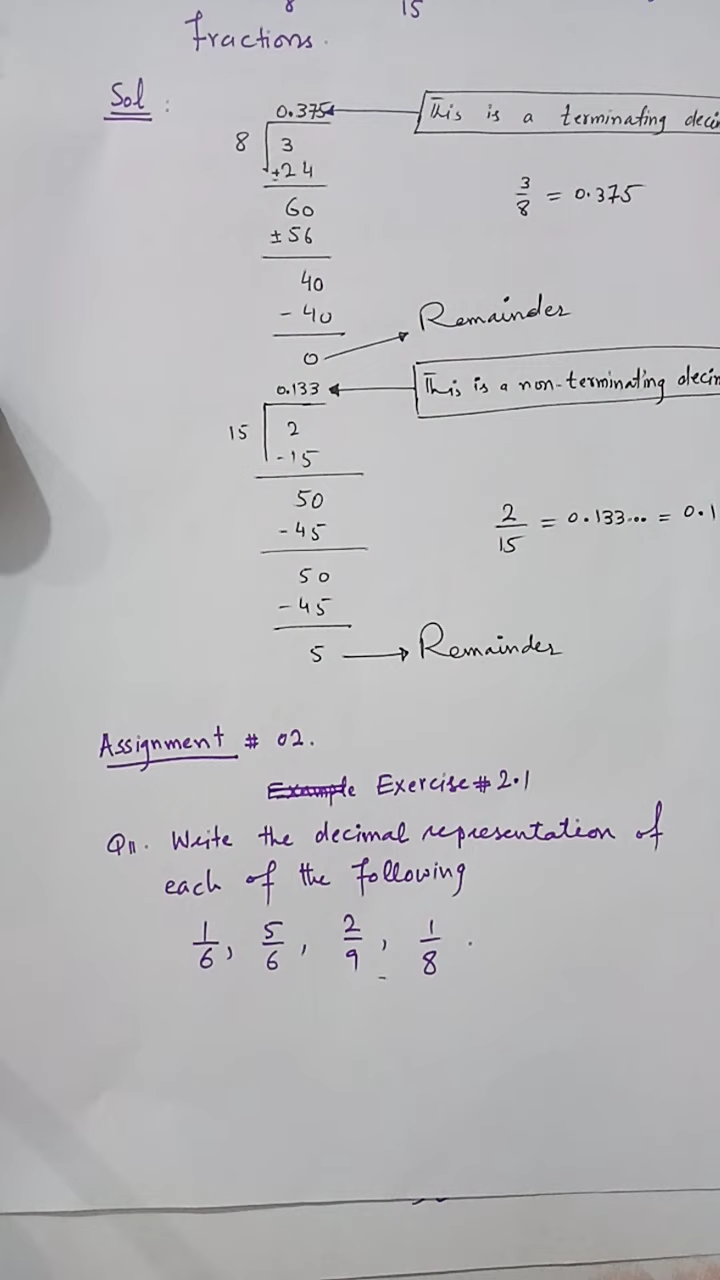 8 15
fractions.
Sol :
0.375 This is a terminating deci
8 3
±24
60
±56
3/8 = 0.375
40
- 40
Remainder
0
0.133 This is a non-terminating decim
15 2
-15
50
-45
2/15 = 0.133... = 0.1
50
-45
5 Remainder
Assignment # 02.
Exercise # 2.1
Q1. Write the decimal representation of
each of the following
1/6, 5/6, 2/9, 1/8.